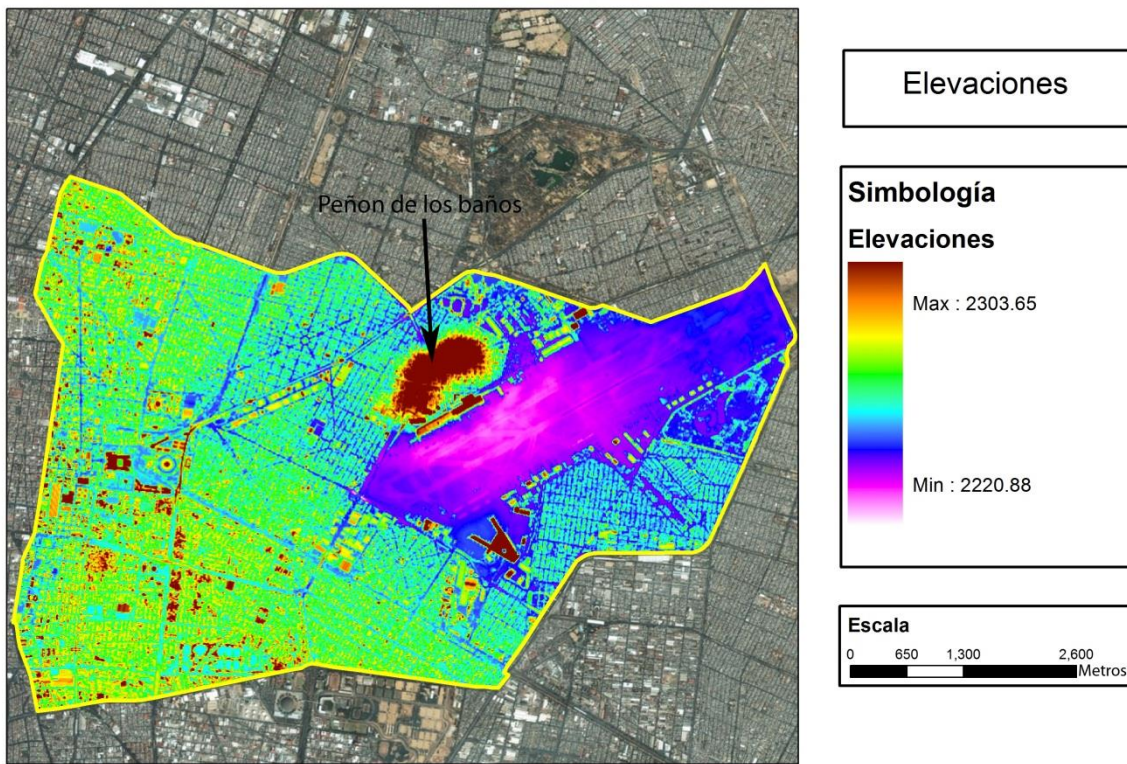 Peñon de los baños
Elevaciones
Simbología
Elevaciones
Max : 2303.65
Min : 2220.88
Escala
0 650 1,300 2,600
Metros